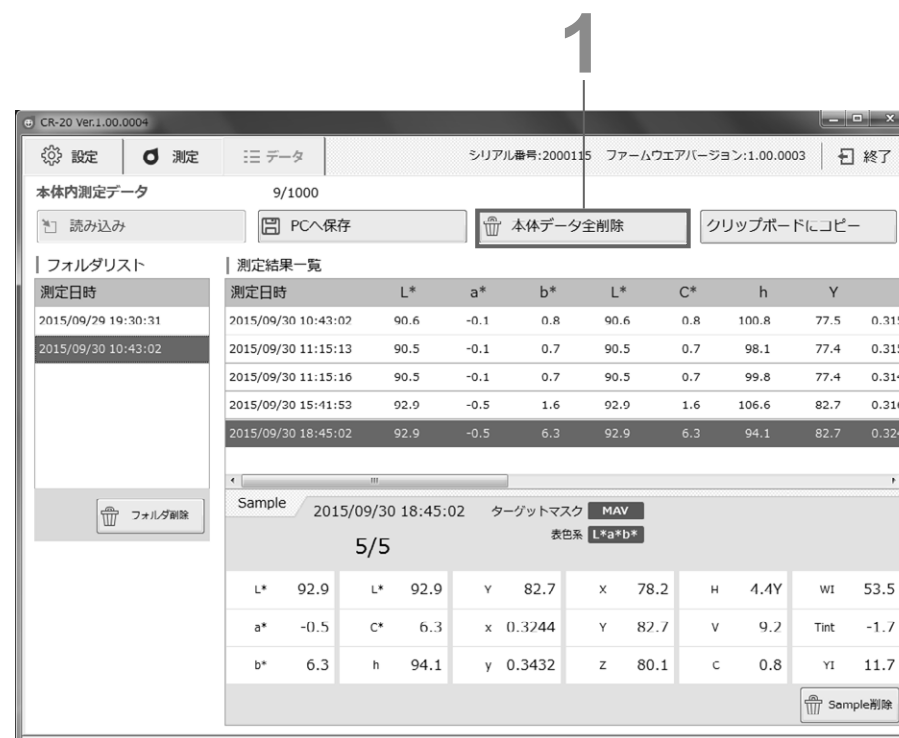 1
CR-20 Ver.1.00.0004
設定 測定 データ シリアル番号:2000115 ファームウエアバージョン:1.00.0003 終了
本体内測定データ 9/1000
読み込み PCへ保存 本体データ全削除 クリップボードにコピー
フォルダリスト 測定結果一覧
測定日時 測定日時 L* a* b* L* C* h Y
2015/09/29 19:30:31 2015/09/30 10:43:02 90.6 -0.1 0.8 90.6 0.8 100.8 77.5 0.315
2015/09/30 10:43:02 2015/09/30 11:15:13 90.5 -0.1 0.7 90.5 0.7 98.1 77.4 0.315
2015/09/30 11:15:16 90.5 -0.1 0.7 90.5 0.7 99.8 77.4 0.314
2015/09/30 15:41:53 92.9 -0.5 1.6 92.9 1.6 106.6 82.7 0.316
2015/09/30 18:45:02 92.9 -0.5 6.3 92.9 6.3 94.1 82.7 0.324
フォルダ削除
Sample 2015/09/30 18:45:02 ターゲットマスク MAV
表色系 L*a*b*
5/5
L* 92.9 L* 92.9 Y 82.7 X 78.2 H 4.4Y WI 53.5
a* -0.5 C* 6.3 x 0.3244 Y 82.7 V 9.2 Tint -1.7
b* 6.3 h 94.1 y 0.3432 Z 80.1 C 0.8 YI 11.7
Sample削除